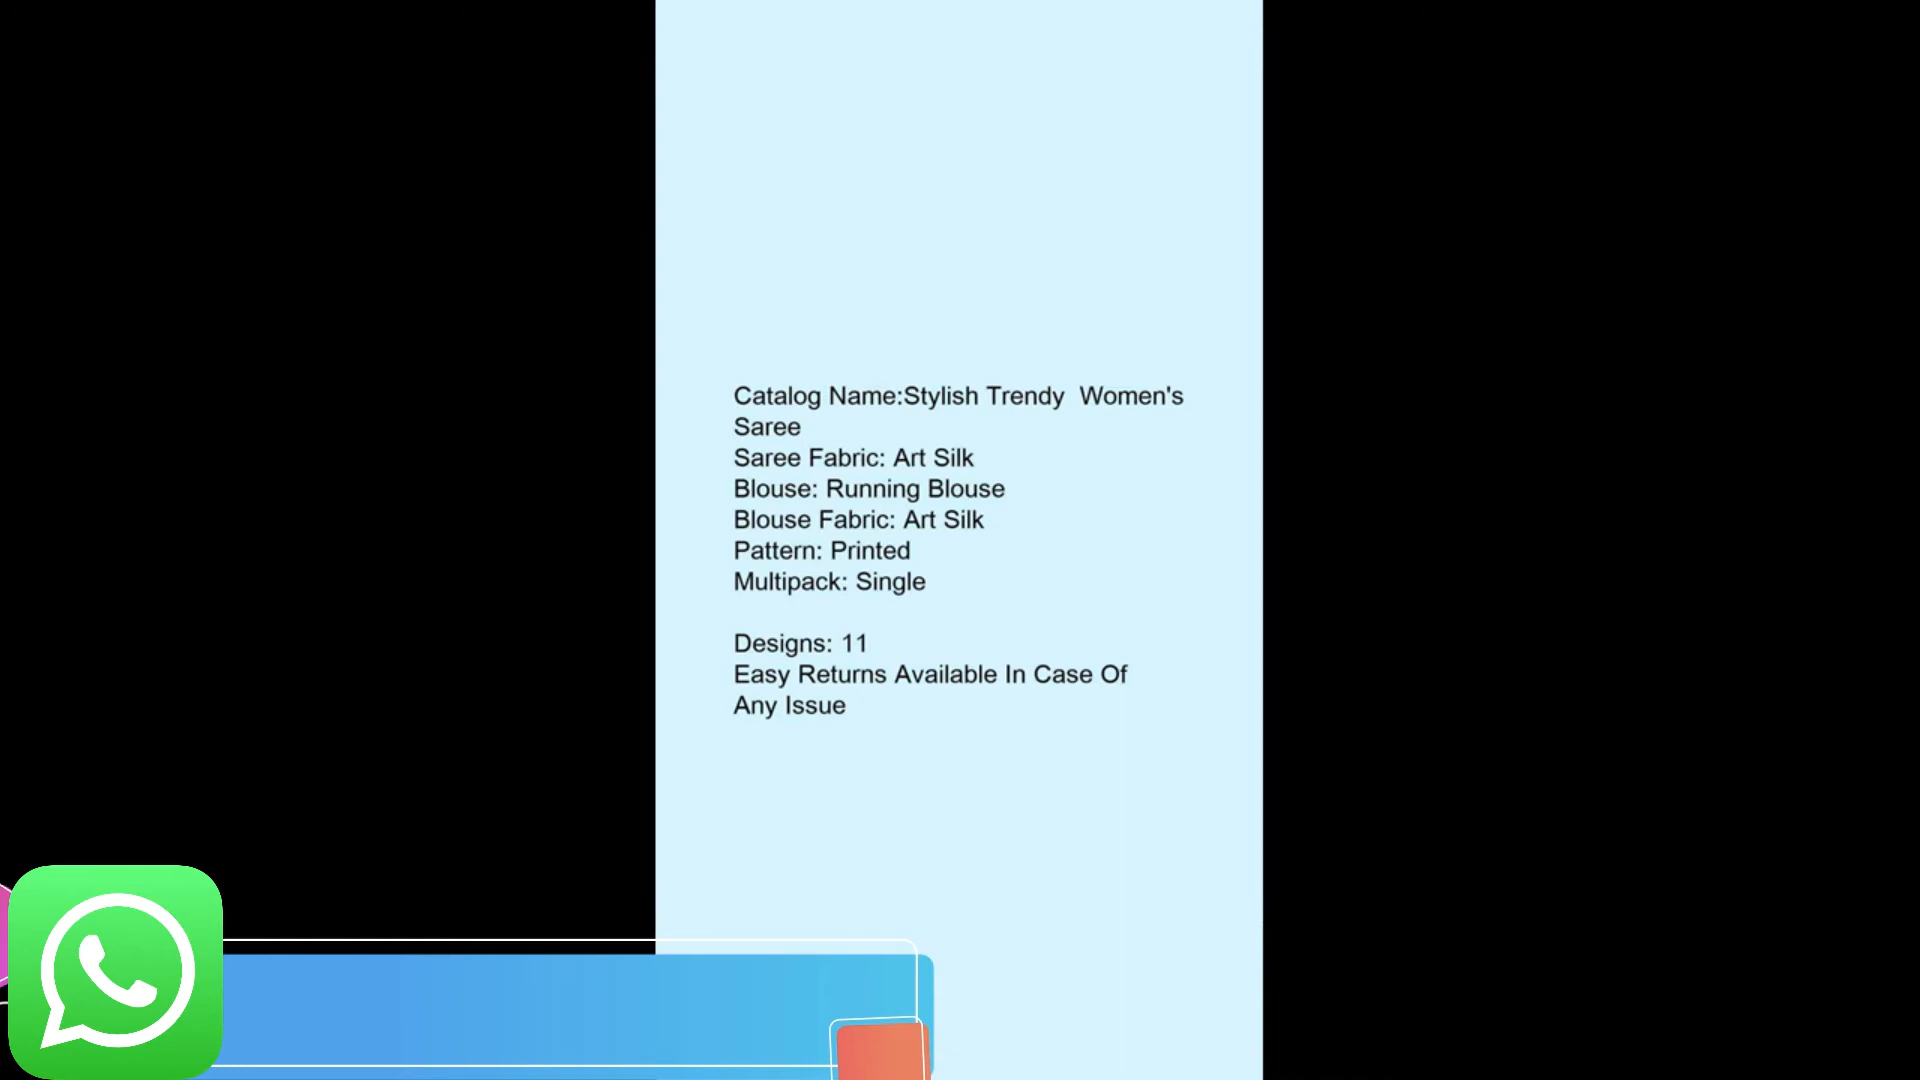 Catalog Name:Stylish Trendy  Women's
Saree
Saree Fabric: Art Silk
Blouse: Running Blouse
Blouse Fabric: Art Silk
Pattern: Printed
Multipack: Single
Designs: 11
Easy Returns Available In Case Of
Any Issue